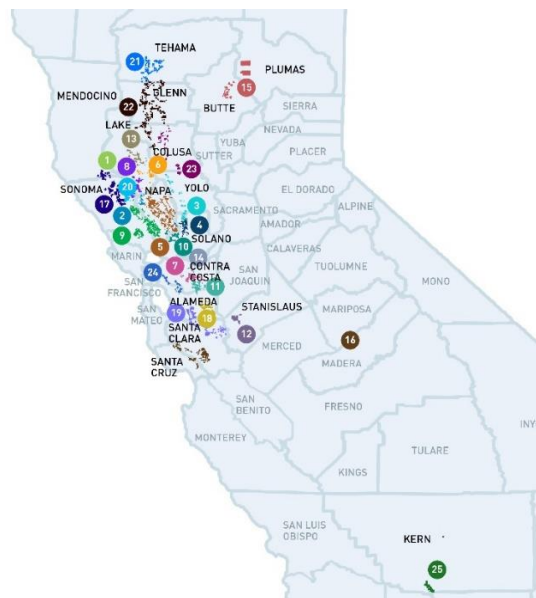 TEHAMA
21
PLUMAS
15
GLENN
MENDOCINO
22
BUTTE
SIERRA
LAKE
NEVADA
13
YUBA
PLACER
COLUSA
SUTTER
1
8
6
23
SONOMA
20
NAPA
YOLO
EL DORADO
17
3
ALPINE
2
SACRAMENTO
4
AMADOR
9
SOLANO
5
10
CALAVERAS
MARIN
14
TUOLUMNE
7
CONTRA
COSTA
SAN
JOAQUIN
MONO
24
SAN
FRANCISCO
11
ALAMEDA
STANISLAUS
MARIPOSA
SAN
MATEO
19
18
SANTA
CLARA
12
MERCED
16
SANTA
CRUZ
MADERA
SAN
BENITO
FRESNO
INY
MONTEREY
TULARE
KINGS
SAN LUIS
OBISPO
KERN
25